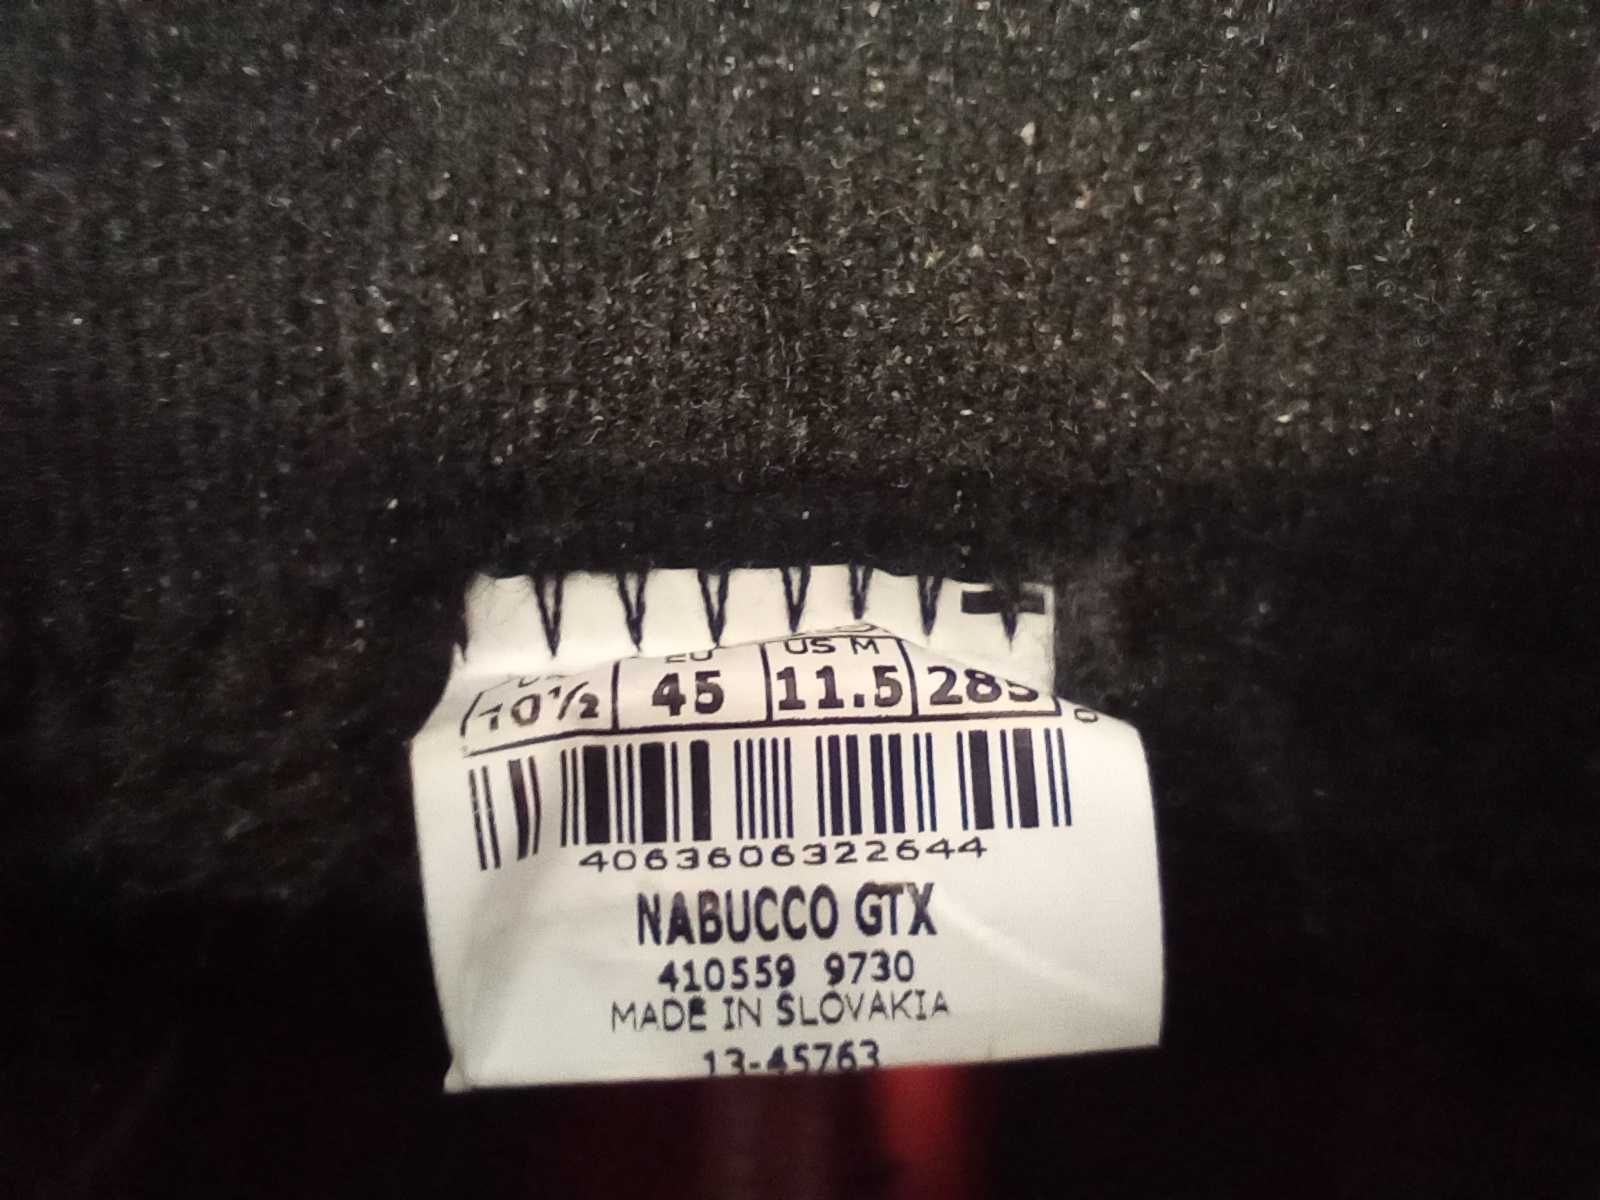 EU US M
10½ 45 11.5 285
4063606322644
NABUCCO GTX
410559 9730
MADE IN SLOVAKIA
13-45763